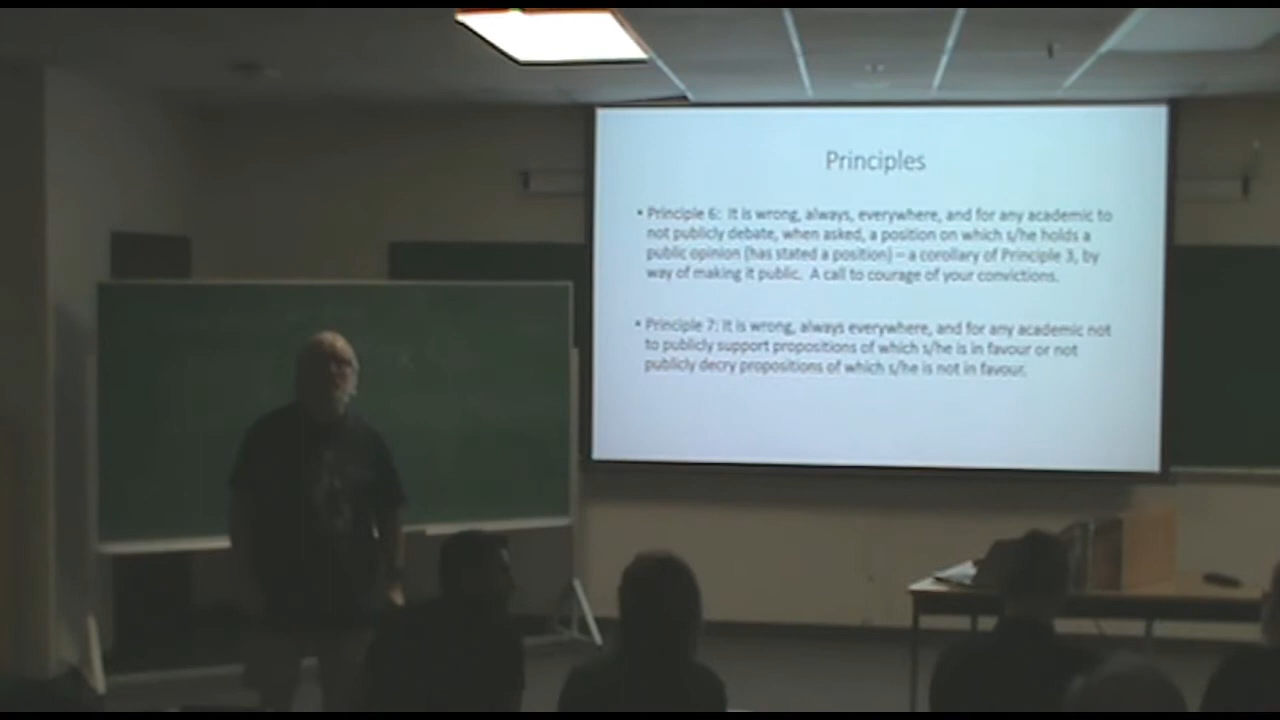 Principles
• Principle 6: It is wrong, always, everywhere, and for any academic to
not publicly debate, when asked, a position on which s/he holds a
public opinion (has stated a position) – a corollary of Principle 3, by
way of making it public. A call to courage of your convictions.
• Principle 7: It is wrong, always everywhere, and for any academic not
to publicly support propositions of which s/he is in favour or not
publicly decry propositions of which s/he is not in favour.